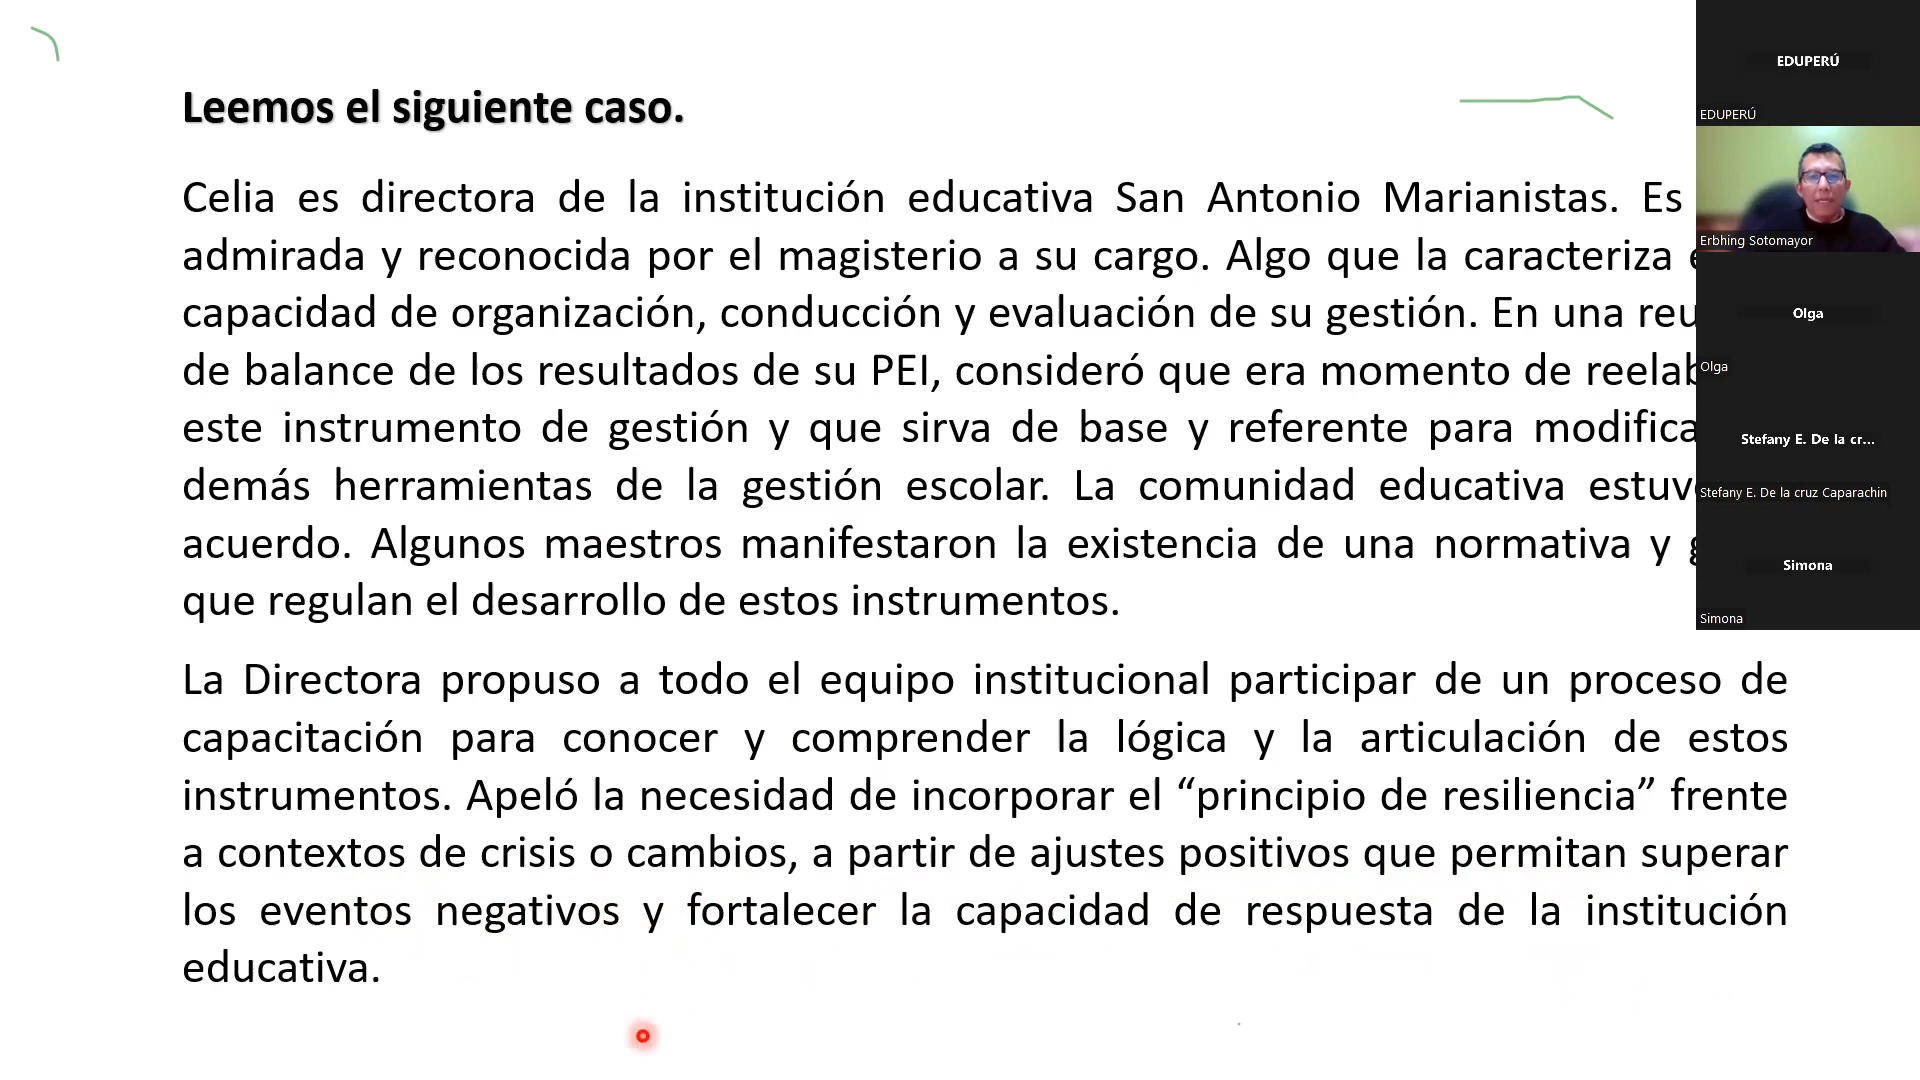 Leemos el siguiente caso.
Celia es directora de la institución educativa San Antonio Marianistas. Es
admirada y reconocida por el magisterio a su cargo. Algo que la caracteriza
capacidad de organización, conducción y evaluación de su gestión. En una
de balance de los resultados de su PEI, consideró que era momento de
este instrumento de gestión y que sirva de base y referente para
demás herramientas de la gestión escolar. La comunidad educativa
acuerdo. Algunos maestros manifestaron la existencia de una normativa y
que regulan el desarrollo de estos instrumentos.
La Directora propuso a todo el equipo institucional participar de un proceso de
capacitación para conocer y comprender la lógica y la articulación de estos
instrumentos. Apeló la necesidad de incorporar el “principio de resiliencia” frente
a contextos de crisis o cambios, a partir de ajustes positivos que permitan superar
los eventos negativos y fortalecer la capacidad de respuesta de la institución
educativa.
EDUPERÚ
EDUPERÚ
Erbhing Sotomayor
Olga
Olga
Stefany E. De la cr...
Stefany E. De la cruz Caparachin
Simona
Simona